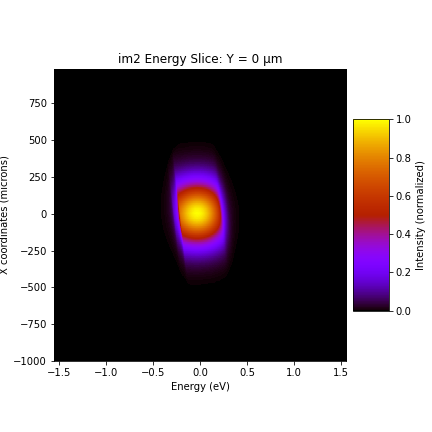 im2 Energy Slice: Y = 0 μm
X coordinates (microns)
750
500
250
0
−250
−500
−750
−1000
−1.5 −1.0 −0.5 0.0 0.5 1.0 1.5
Energy (eV)
1.0
0.8
0.6
0.4
0.2
0.0
Intensity (normalized)